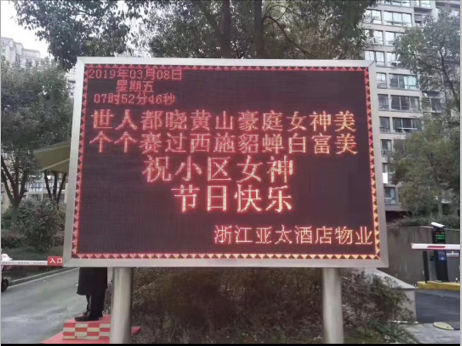 2019年03月08日
星期五
07时52分46秒
世人都晓黄山豪庭女神美
个个赛过西施貂蝉白富美
祝小区女神
节日快乐
浙江亚太酒店物业
入口